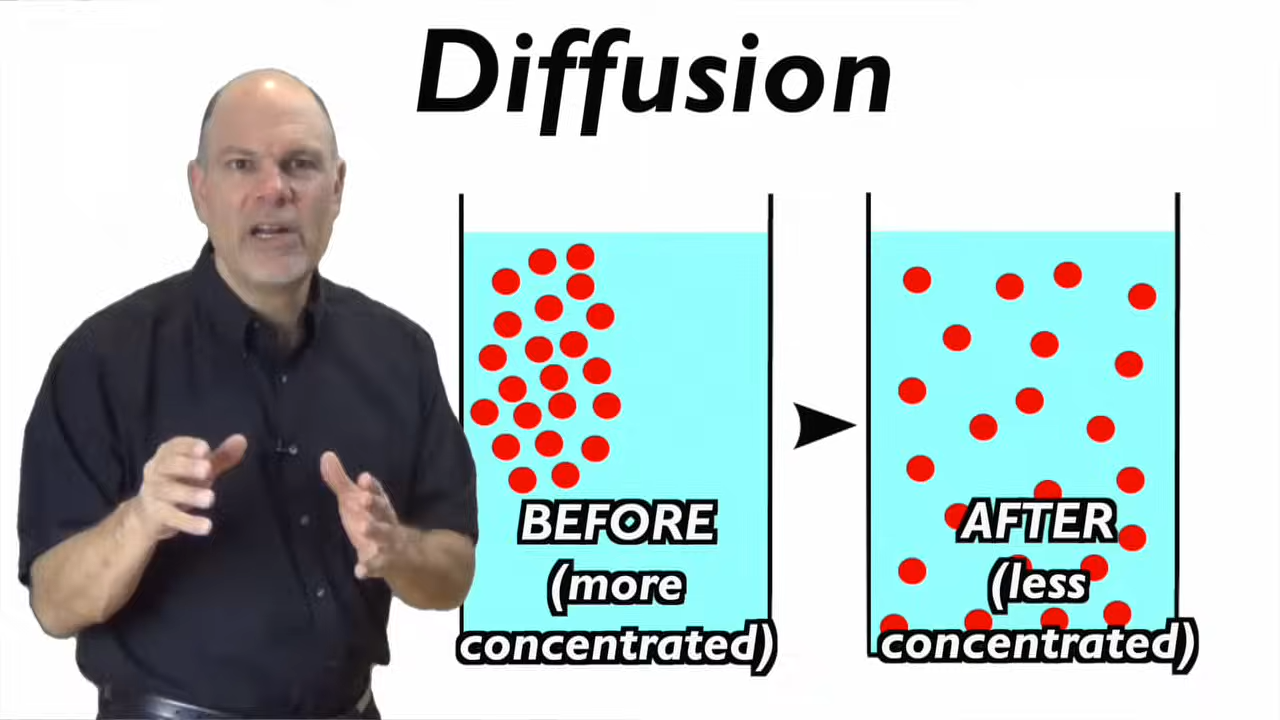 Diffusion
BEFORE
(more
concentrated)
AFTER
(less
concentrated)